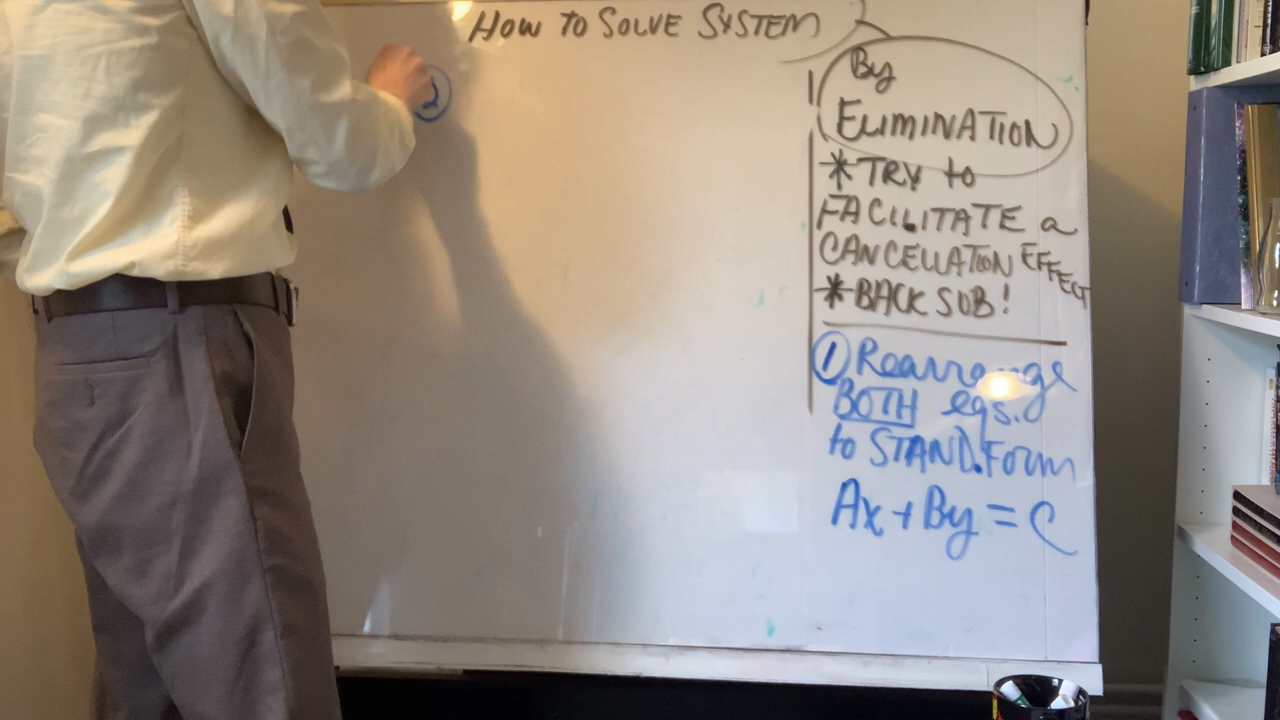 HOW TO SOLVE SYSTEM
By
ELIMINATION
* TRY to
FACILITATE a
CANCELLATION EFFECT
* BACK SUB!
① Rearrange
BOTH eqs.
to STAND. Form
Ax + By = C
②